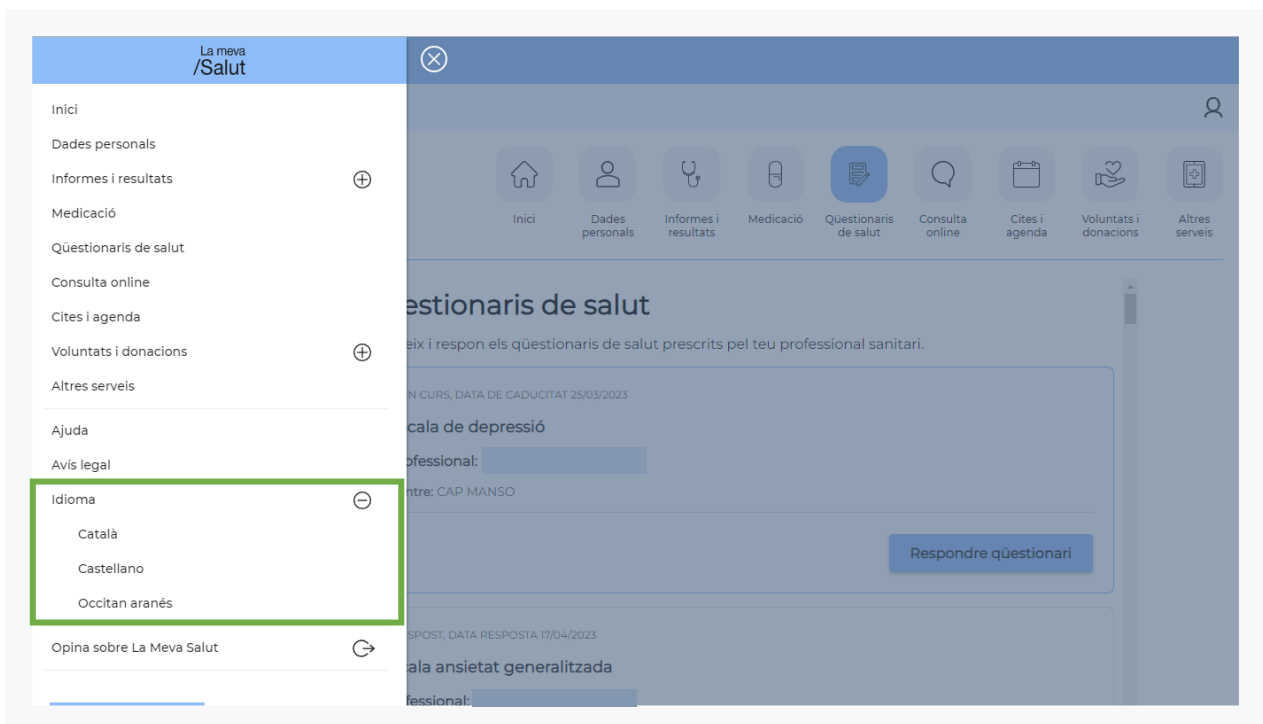 La meva
/Salut
Inici
Dades personals
Informes i resultats
Medicació
Qüestionaris de salut
Consulta online
Cites i agenda
Voluntats i donacions
Altres serveis
Ajuda
Avís legal
Idioma
Català
Castellano
Occitan aranés
Opina sobre La Meva Salut
Inici
Dades
personals
Informes i
resultats
Medicació
Qüestionaris
de salut
Consulta
online
Cites i
agenda
Voluntats i
donacions
Altres
serveis
estionaris de salut
eix i respon els qüestionaris de salut prescrits pel teu professional sanitari.
N CURS, DATA DE CADUCITAT 25/03/2023
cala de depressió
ofessional:
ntre: CAP MANSO
Respondre qüestionari
SPOST, DATA RESPOSTA 17/04/2023
ala ansietat generalitzada
fessional: